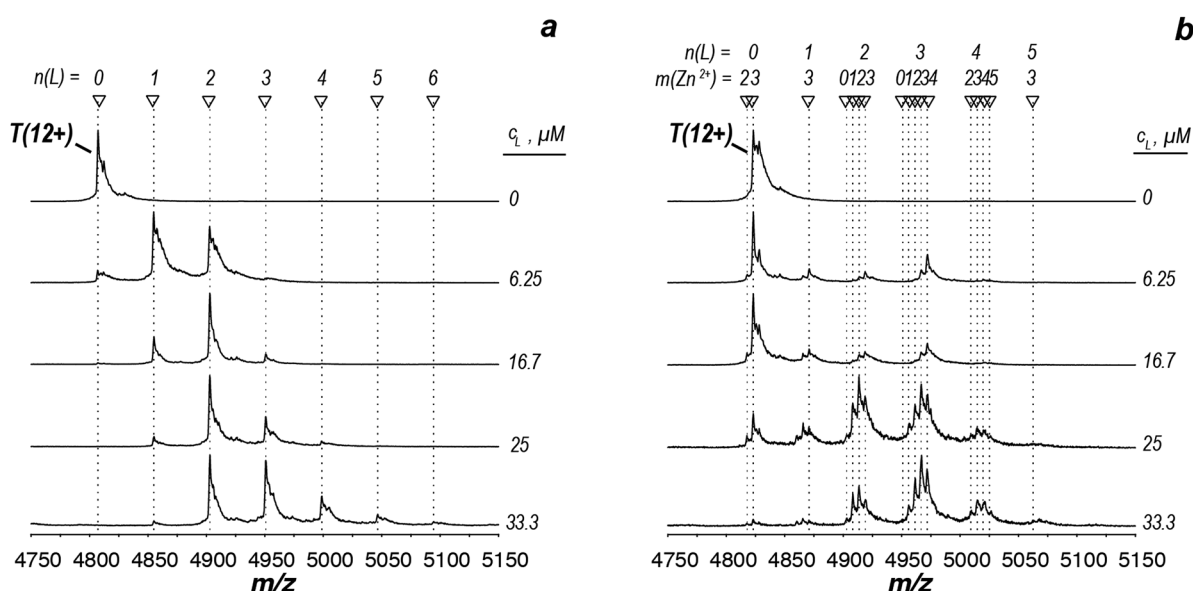 a
n(L) = 0 1 2 3 4 5 6
T(12+)
c_L , μM
0
6.25
16.7
25
33.3
4750 4800 4850 4900 4950 5000 5050 5100 5150
m/z
b
n(L) = 0 1 2 3 4 5
m(Zn²⁺) = 23 3 0123 01234 2345 3
T(12+)
c_L , μM
0
6.25
16.7
25
33.3
4750 4800 4850 4900 4950 5000 5050 5100 5150
m/z